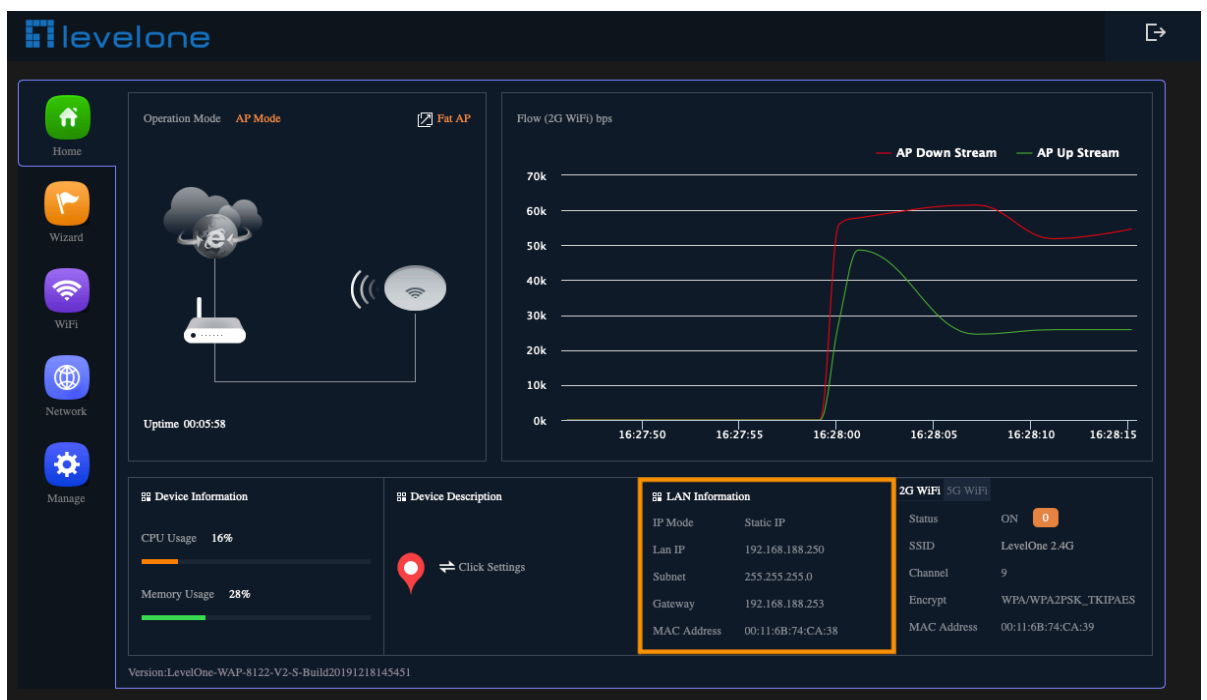 levelone
Home
Wizard
WiFi
Network
Manage
Operation Mode AP Mode Fat AP
Uptime 00:05:58
Flow (2G WiFi) bps
AP Down Stream AP Up Stream
70k
60k
50k
40k
30k
20k
10k
0k
16:27:50 16:27:55 16:28:00 16:28:05 16:28:10 16:28:15
Device Information
CPU Usage 16%
Memory Usage 28%
Device Description
Click Settings
LAN Information
IP Mode Static IP
Lan IP 192.168.188.250
Subnet 255.255.255.0
Gateway 192.168.188.253
MAC Address 00:11:6B:74:CA:38
2G WiFi 5G WiFi
Status ON 0
SSID LevelOne 2.4G
Channel 9
Encrypt WPA/WPA2PSK_TKIPAES
MAC Address 00:11:6B:74:CA:39
Version:LevelOne-WAP-8122-V2-S-Build20191218145451